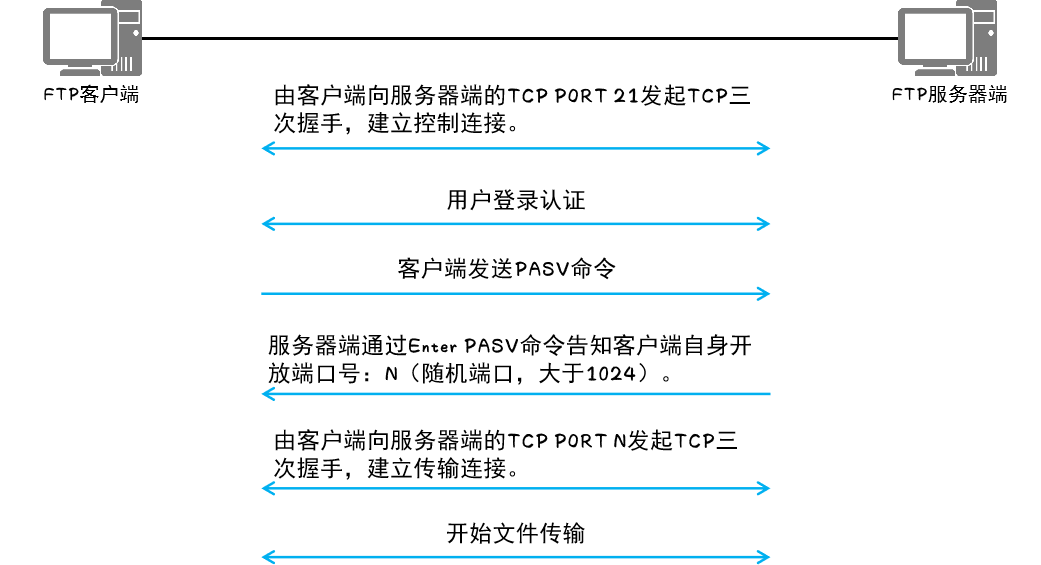 FTP客户端
FTP服务器端
由客户端向服务器端的TCP PORT 21发起TCP三
次握手，建立控制连接。
用户登录认证
客户端发送PASV命令
服务器端通过Enter PASV命令告知客户端自身开
放端口号：N（随机端口，大于1024）。
由客户端向服务器端的TCP PORT N发起TCP三
次握手，建立传输连接。
开始文件传输